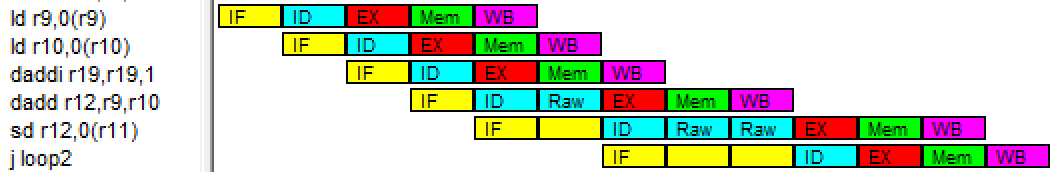 ld r9,0(r9) IF ID EX Mem WB
ld r10,0(r10) IF ID EX Mem WB
daddi r19,r19,1 IF ID EX Mem WB
dadd r12,r9,r10 IF ID Raw EX Mem WB
sd r12,0(r11) IF ID Raw Raw EX Mem WB
j loop2 IF ID EX Mem WB